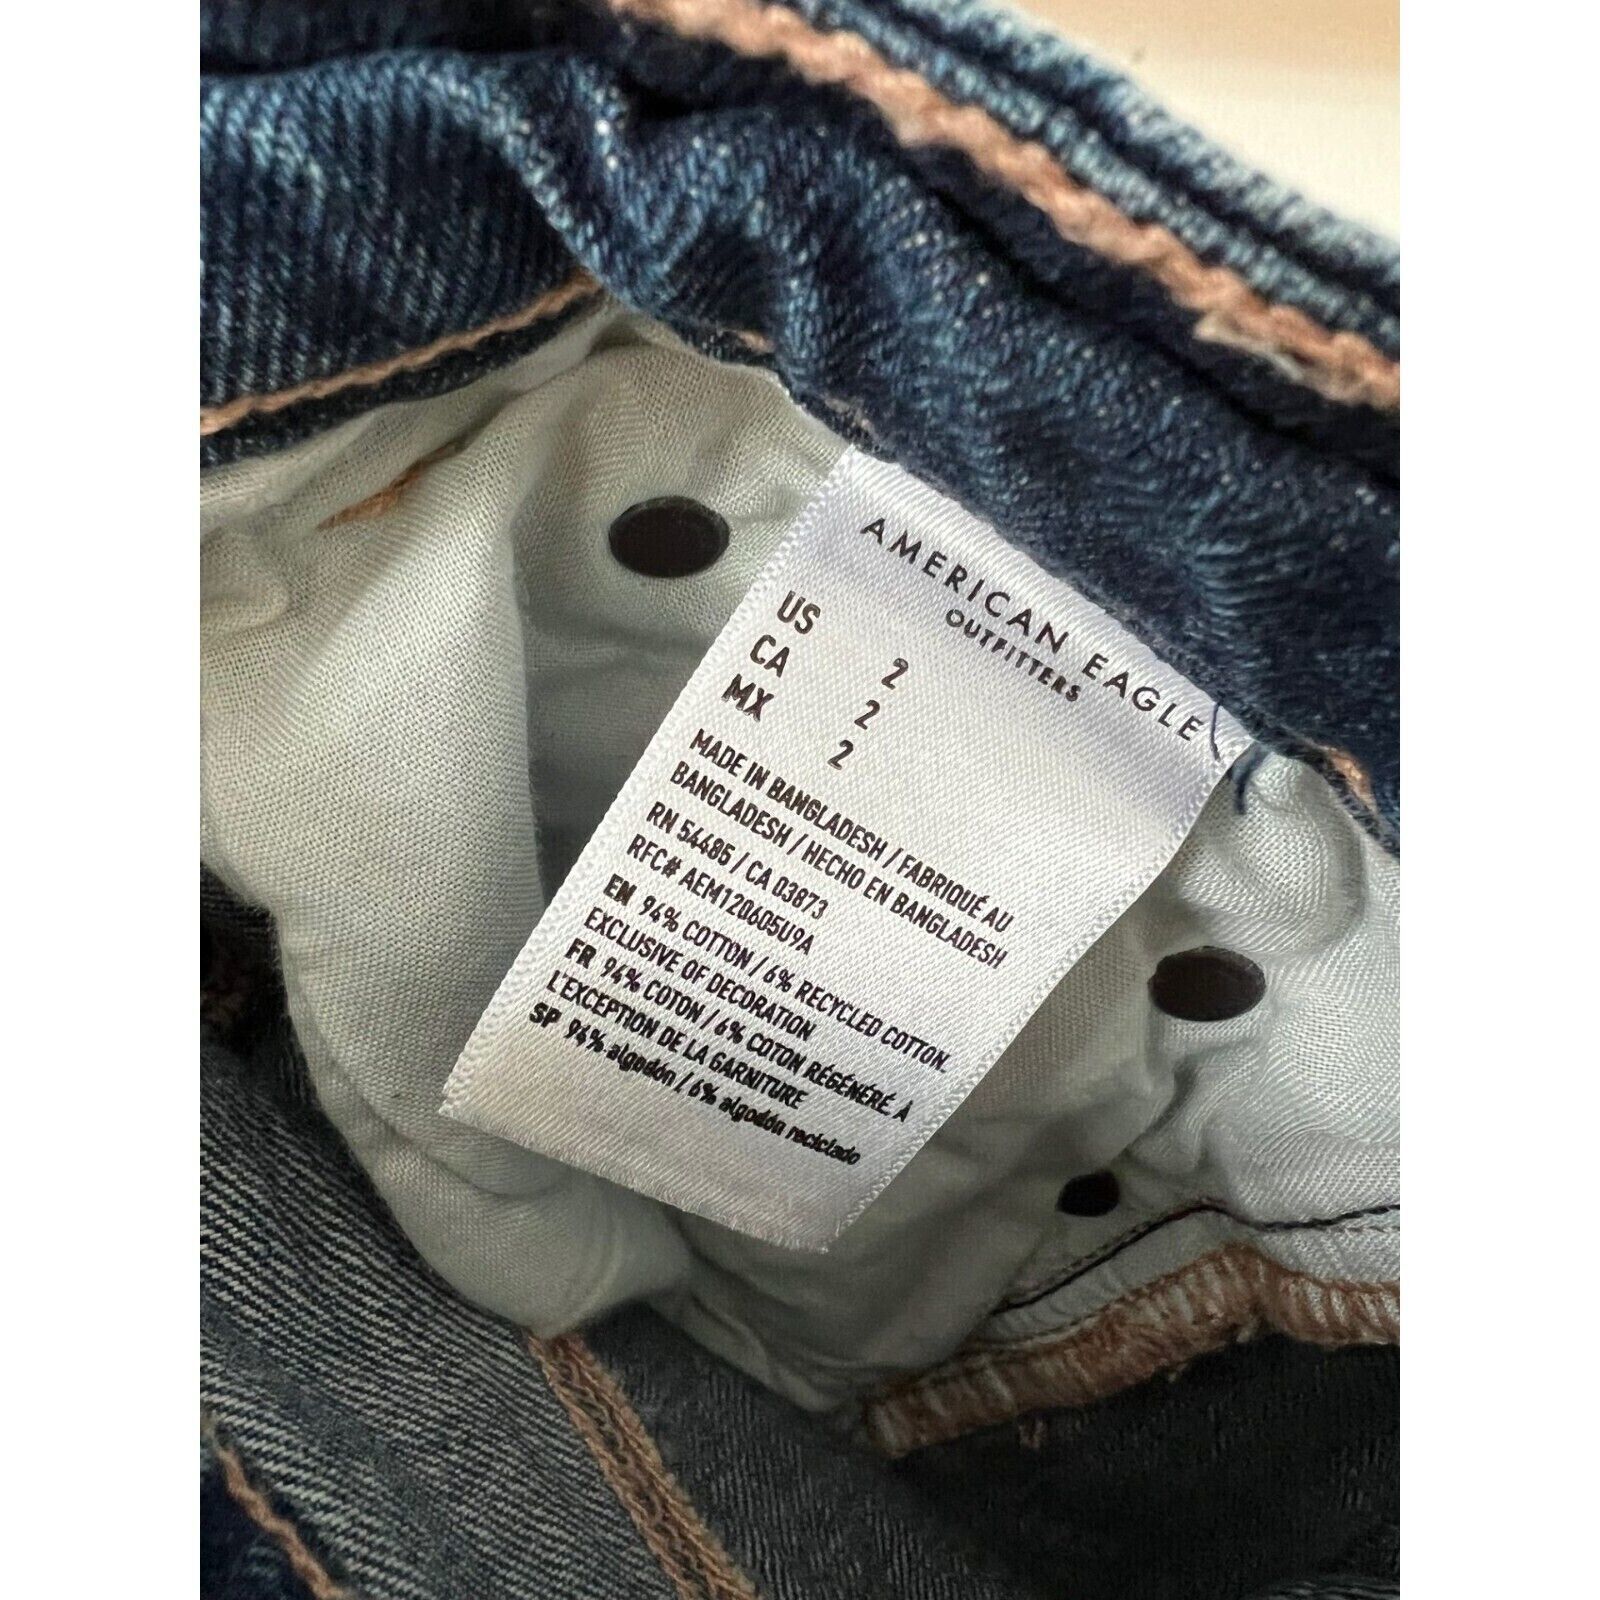 AMERICAN EAGLE
OUTFITTERS
US 2
CA 2
MX 2
MADE IN BANGLADESH / FABRIQUÉ AU
BANGLADESH / HECHO EN BANGLADESH
RN 54485 / CA 03873
RFC# AEM120605U9A
EN 94% COTTON / 6% RECYCLED COTTON.
EXCLUSIVE OF DECORATION
FR 94% COTON / 6% COTON RÉGÉNÉRÉ. À
L'EXCEPTION DE LA GARNITURE
SP 94% algodón / 6% algodón reciclado